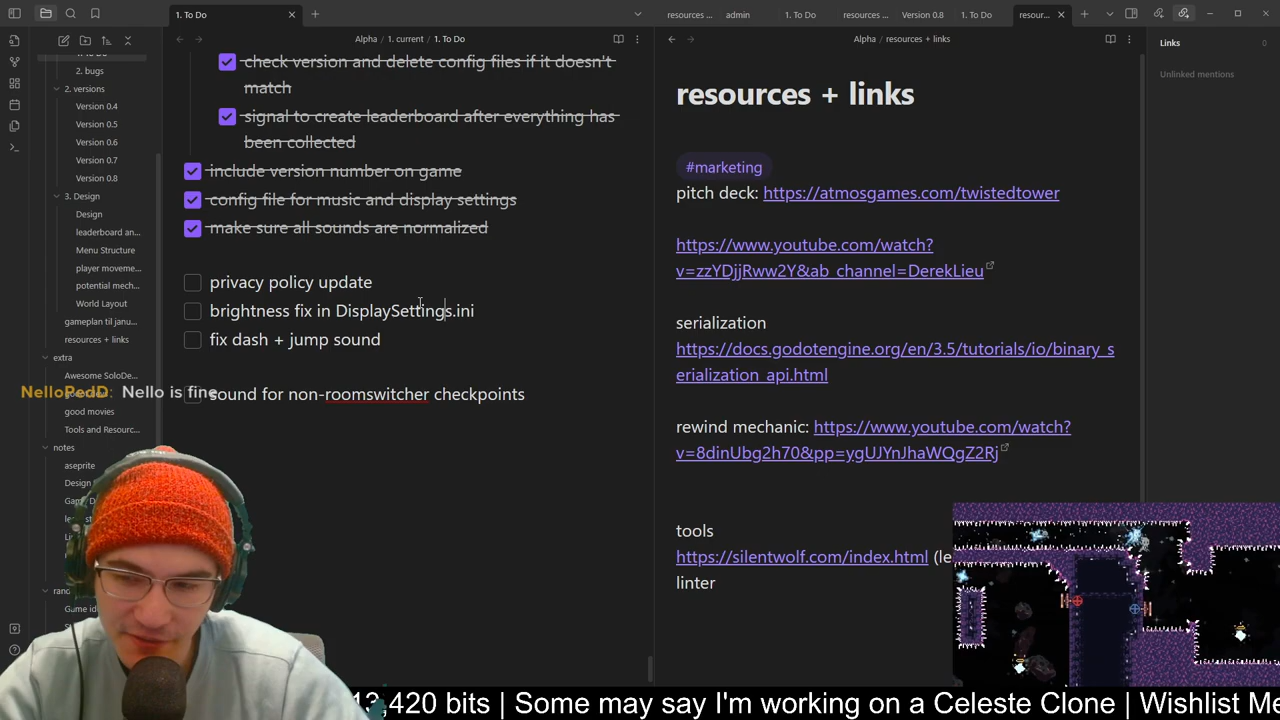 1. To Do
resources ...
admin
1. To Do
resources ...
Version 0.8
1. To Do
resour...
Alpha / 1. current / 1. To Do
Alpha / resources + links
Links
0
Unlinked mentions
2. bugs
2. versions
Version 0.4
Version 0.5
Version 0.6
Version 0.7
Version 0.8
3. Design
Design
leaderboard an...
Menu Structure
player moveme...
potential mech...
World Layout
gameplan til janu...
resources + links
extra
Awesome SoloDe...
good movies
Tools and Resourc...
notes
aseprite
Design
check version and delete config files if it doesn't
match
signal to create leaderboard after everything has
been collected
include version number on game
config file for music and display settings
make sure all sounds are normalized
privacy policy update
brightness fix in DisplaySettings.ini
fix dash + jump sound
sound for non-roomswitcher checkpoints
NelloRedD: Nello is fine
resources + links
#marketing
pitch deck: https://atmosgames.com/twistedtower
https://www.youtube.com/watch?
v=zzYDjjRww2Y&ab_channel=DerekLieu
serialization
https://docs.godotengine.org/en/3.5/tutorials/io/binary_s
erialization_api.html
rewind mechanic: https://www.youtube.com/watch?
v=8dinUbg2h70&pp=ygUJYnJhaWQgZ2Rj
tools
https://silentwolf.com/index.html (le
linter
13,420 bits | Some may say I'm working on a Celeste Clone | Wishlist Me